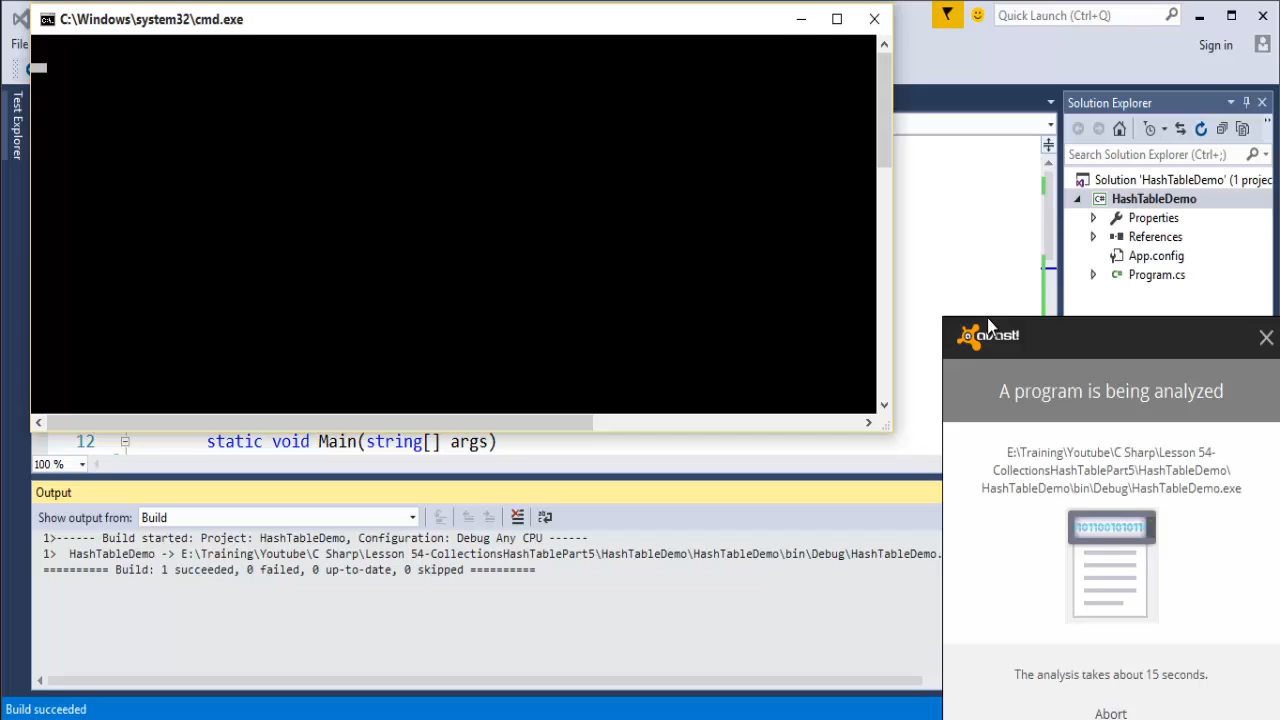 C:\Windows\system32\cmd.exe
Quick Launch (Ctrl+Q)
File
Sign in
Test Explorer
Solution Explorer
Search Solution Explorer (Ctrl+;)
Solution 'HashTableDemo' (1 projec
HashTableDemo
Properties
References
App.config
Program.cs
avast!
A program is being analyzed
E:\Training\Youtube\C Sharp\Lesson 54-
CollectionsHashTablePart5\HashTableDemo\
HashTableDemo\bin\Debug\HashTableDemo.exe
101100101011
The analysis takes about 15 seconds.
Abort
12 static void Main(string[] args)
100 %
Output
Show output from: Build
1>------ Build started: Project: HashTableDemo, Configuration: Debug Any CPU ------
1> HashTableDemo -> E:\Training\Youtube\C Sharp\Lesson 54-CollectionsHashTablePart5\HashTableDemo\HashTableDemo\bin\Debug\HashTableDemo.
========== Build: 1 succeeded, 0 failed, 0 up-to-date, 0 skipped ==========
Build succeeded